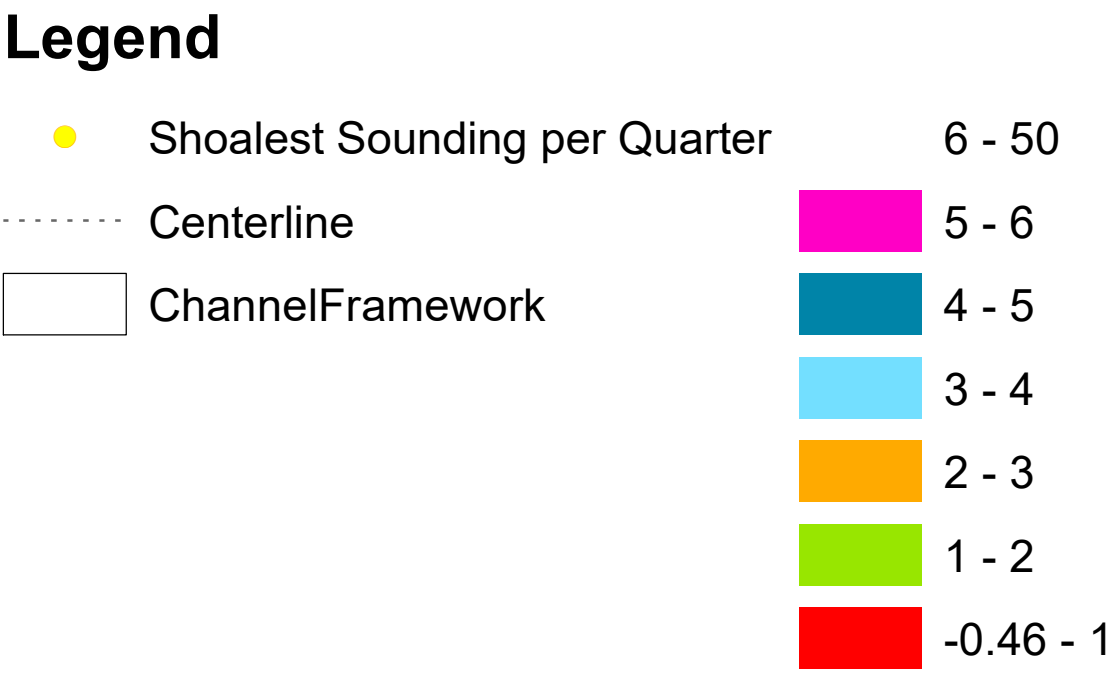 Legend
Shoalest Sounding per Quarter
Centerline
ChannelFramework
6 - 50
5 - 6
4 - 5
3 - 4
2 - 3
1 - 2
-0.46 - 1